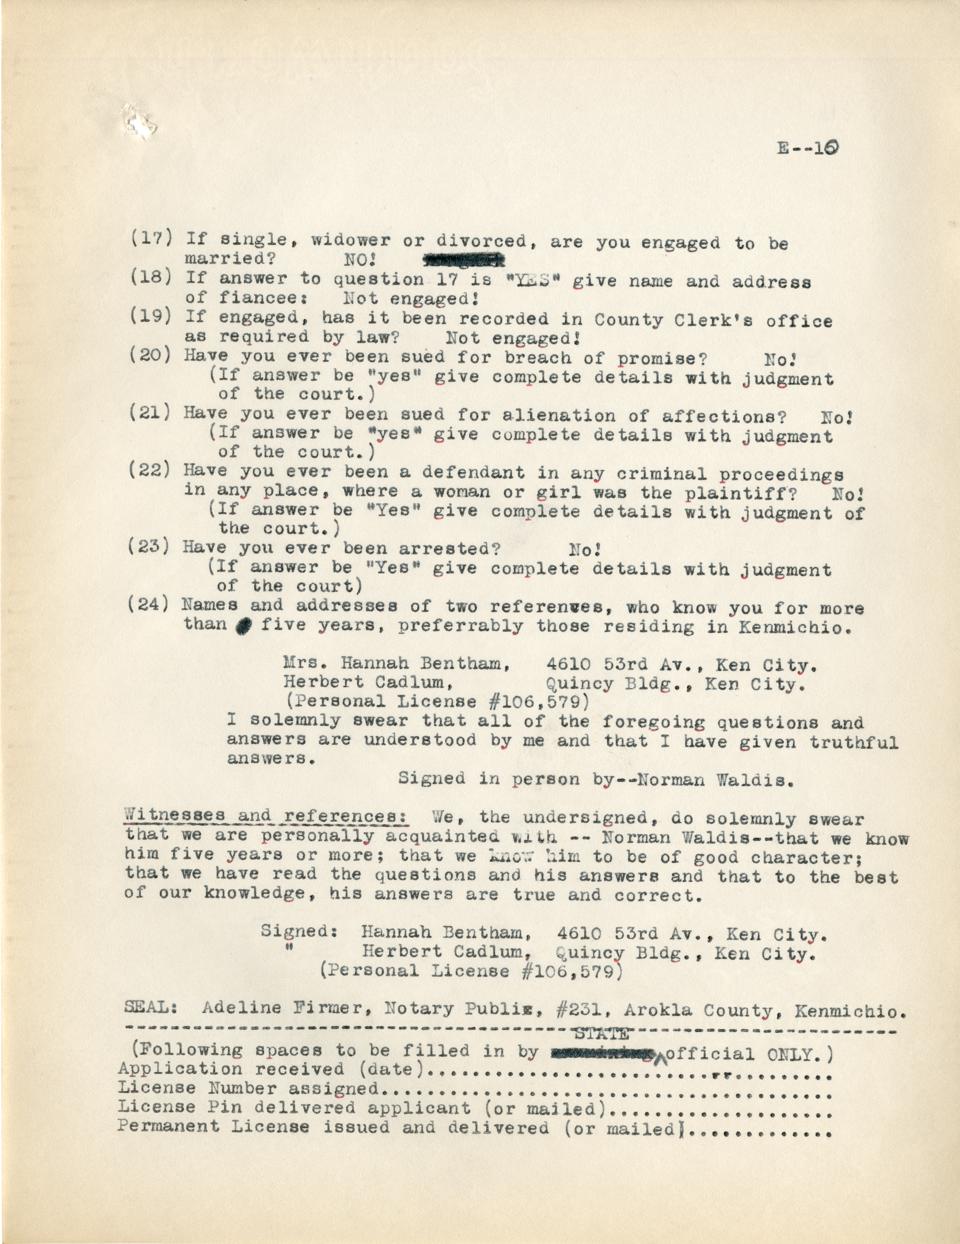 E--16
(17) If single, widower or divorced, are you engaged to be
married? NO!
(18) If answer to question 17 is "YES" give name and address
of fiancee: Not engaged!
(19) If engaged, has it been recorded in County Clerk's office
as required by law? Not engaged!
(20) Have you ever been sued for breach of promise? No!
(If answer be "yes" give complete details with judgment
of the court.)
(21) Have you ever been sued for alienation of affections? No!
(If answer be "yes" give complete details with judgment
of the court.)
(22) Have you ever been a defendant in any criminal proceedings
in any place, where a woman or girl was the plaintiff? No!
(If answer be "Yes" give complete details with judgment of
the court.)
(23) Have you ever been arrested? No!
(If answer be "Yes" give complete details with judgment
of the court)
(24) Names and addresses of two references, who know you for more
than five years, preferrably those residing in Kenmichio.
Mrs. Hannah Bentham, 4610 53rd Av., Ken City.
Herbert Cadlum, Quincy Bldg., Ken City.
(Personal License #106,579)
I solemnly swear that all of the foregoing questions and
answers are understood by me and that I have given truthful
answers.
Signed in person by--Norman Waldis.
Witnesses and references: We, the undersigned, do solemnly swear
that we are personally acquainted with -- Norman Waldis--that we know
him five years or more; that we know him to be of good character;
that we have read the questions and his answers and that to the best
of our knowledge, his answers are true and correct.
Signed: Hannah Bentham, 4610 53rd Av., Ken City.
" Herbert Cadlum, Quincy Bldg., Ken City.
(Personal License #106,579)
SEAL: Adeline Firmer, Notary Public, #231, Arokla County, Kenmichio.
STATE
(Following spaces to be filled in by official ONLY.)
Application received (date)..........................................
License Number assigned..............................................
License Pin delivered applicant (or mailed).......................
Permanent License issued and delivered (or mailed)..............